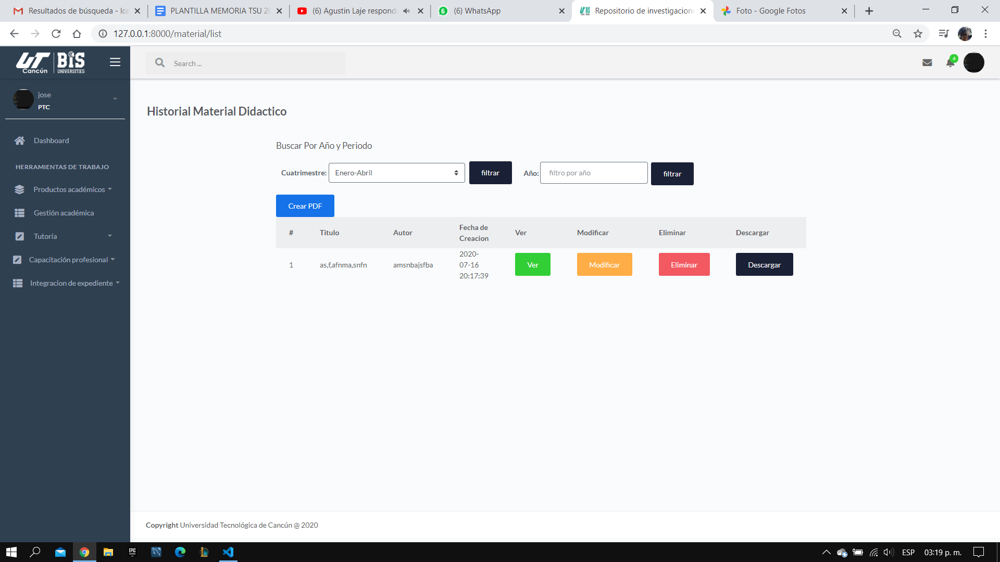 Resultados de búsqueda - Ice
PLANTILLA MEMORIA TSU 20
(6) Agustin Laje responde
(6) WhatsApp
Repositorio de investigacione
Foto - Google Fotos
127.0.0.1:8000/material/list
UT Cancún BIS UNIVERSITIES
Search ...
4
jose
PTC
Historial Material Didactico
Dashboard
Buscar Por Año y Periodo
HERRAMIENTAS DE TRABAJO
Cuatrimestre: Enero-Abril filtrar Año: filtro por año filtrar
Productos académicos
Crear PDF
Gestión académica
# Titulo Autor Fecha de Creacion Ver Modificar Eliminar Descargar
Tutoría
1 as,f,afnma,snfn amsnbajsfba 2020-07-16 20:17:39 Ver Modificar Eliminar Descargar
Capacitación profesional
Integracion de expediente
Copyright Universidad Tecnológica de Cancún @ 2020
EPIC GAMES
ESP 03:19 p. m.